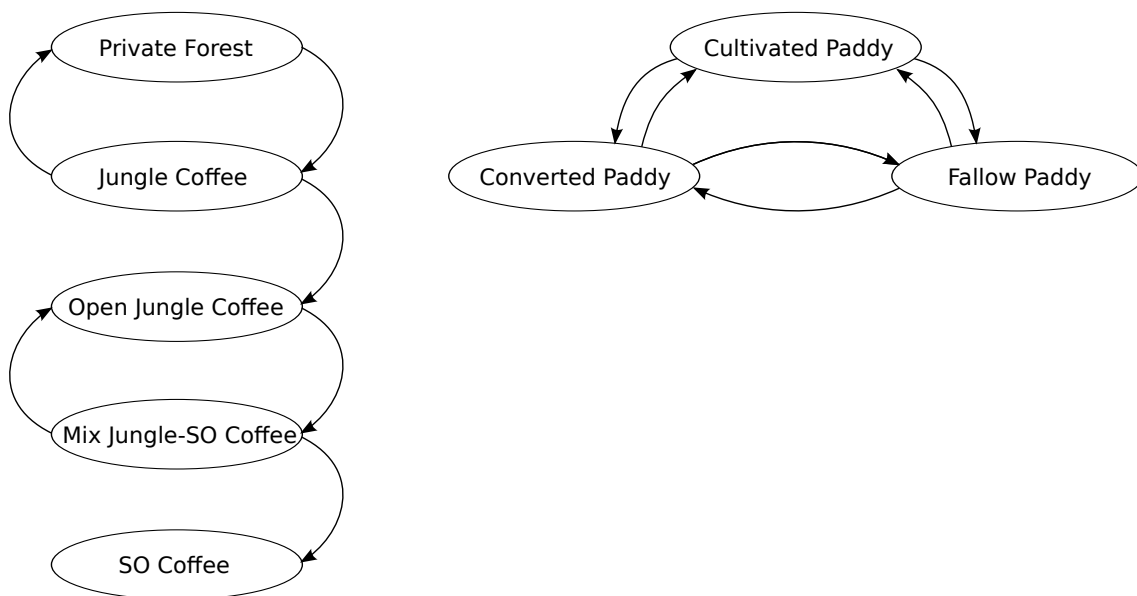 Private Forest
Jungle Coffee
Open Jungle Coffee
Mix Jungle-SO Coffee
SO Coffee
Cultivated Paddy
Converted Paddy
Fallow Paddy